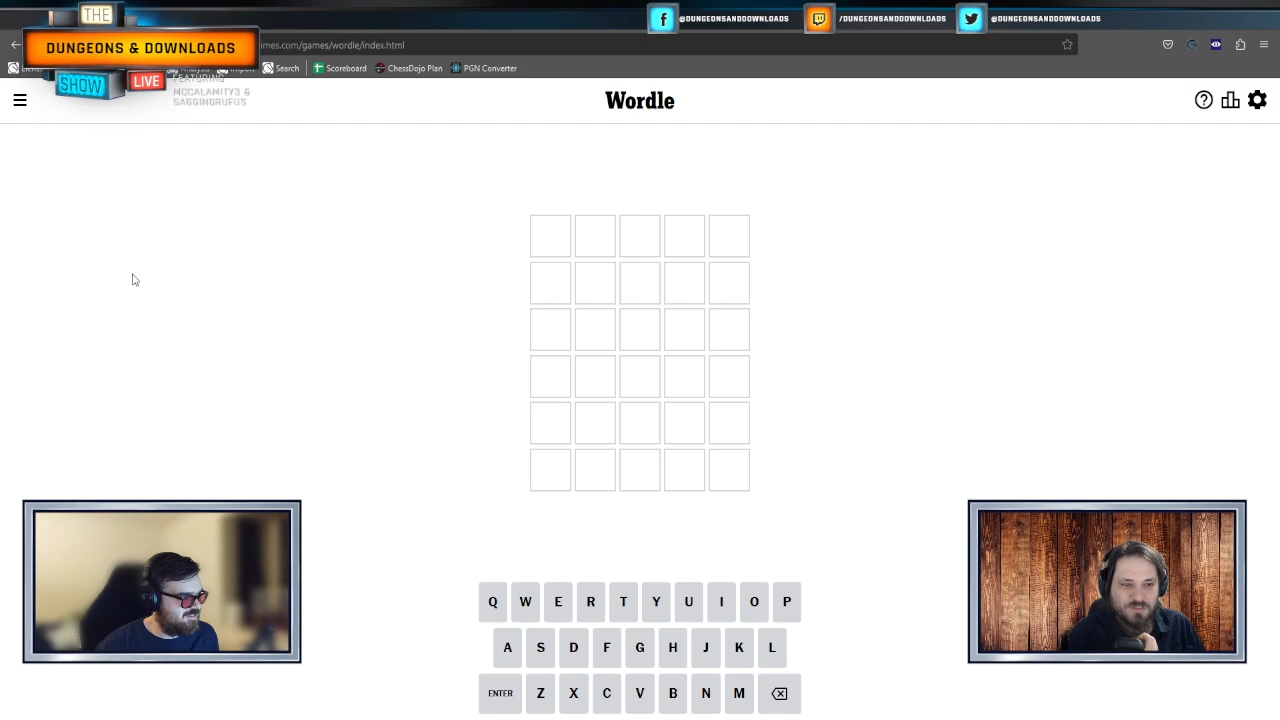 THE
DUNGEONS & DOWNLOADS
SHOW
LIVE
FEATURING
MCCALAMITY3 &
SAGGINGRUFUS
@DUNGEONSANDDOWNLOADS
/DUNGEONSANDDOWNLOADS
@DUNGEONSANDDOWNLOADS
imes.com/games/wordle/index.html
Search
Scoreboard
ChessDojo Plan
PGN Converter
Wordle
Q W E R T Y U I O P
A S D F G H J K L
ENTER Z X C V B N M